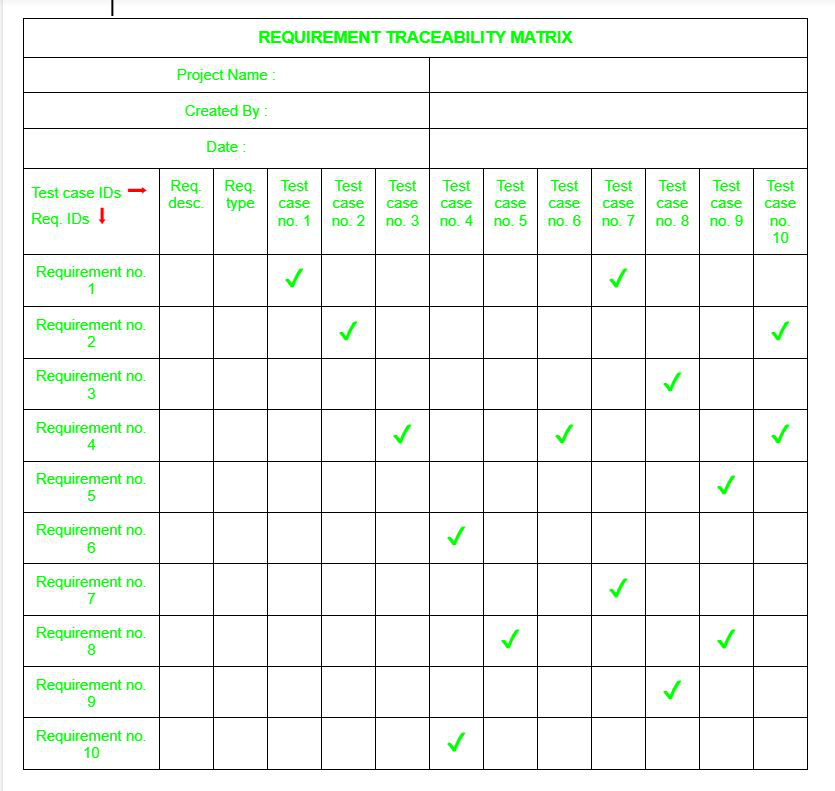 REQUIREMENT TRACEABILITY MATRIX
Project Name :
Created By :
Date :
Test case IDs
Req. IDs
Req. desc.
Req. type
Test case no. 1
Test case no. 2
Test case no. 3
Test case no. 4
Test case no. 5
Test case no. 6
Test case no. 7
Test case no. 8
Test case no. 9
Test case no. 10
Requirement no. 1
Requirement no. 2
Requirement no. 3
Requirement no. 4
Requirement no. 5
Requirement no. 6
Requirement no. 7
Requirement no. 8
Requirement no. 9
Requirement no. 10